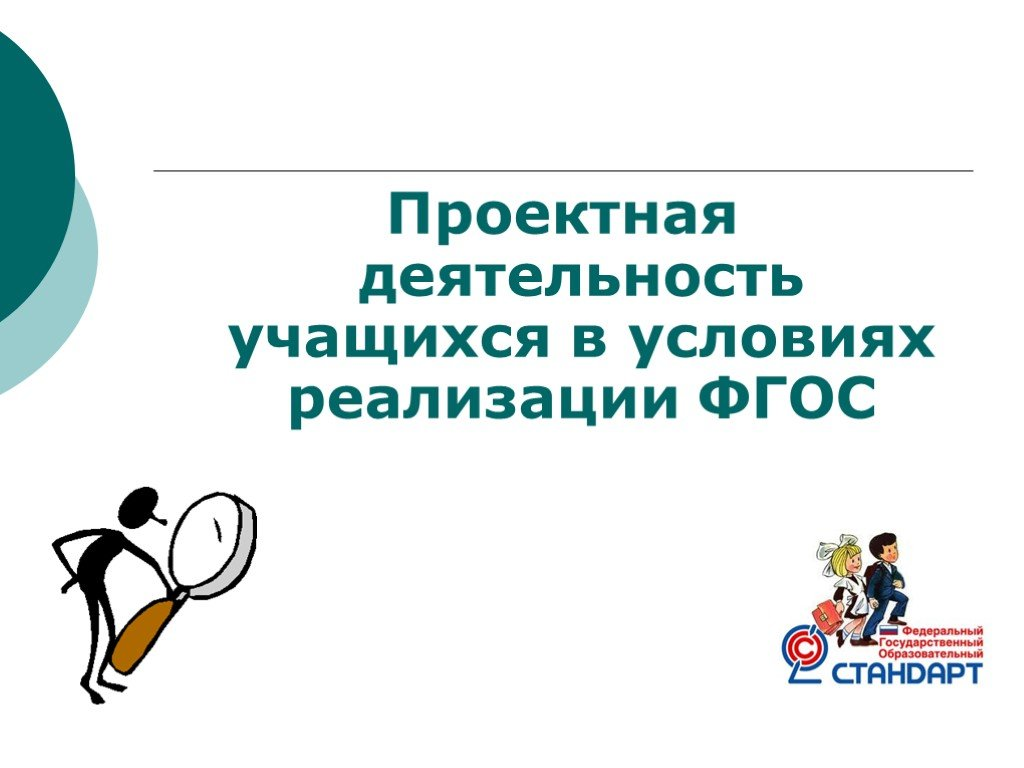 Проектная
деятельность
учащихся в условиях
реализации ФГОС
Федеральный
Государственный
Образовательный
СТАНДАРТ